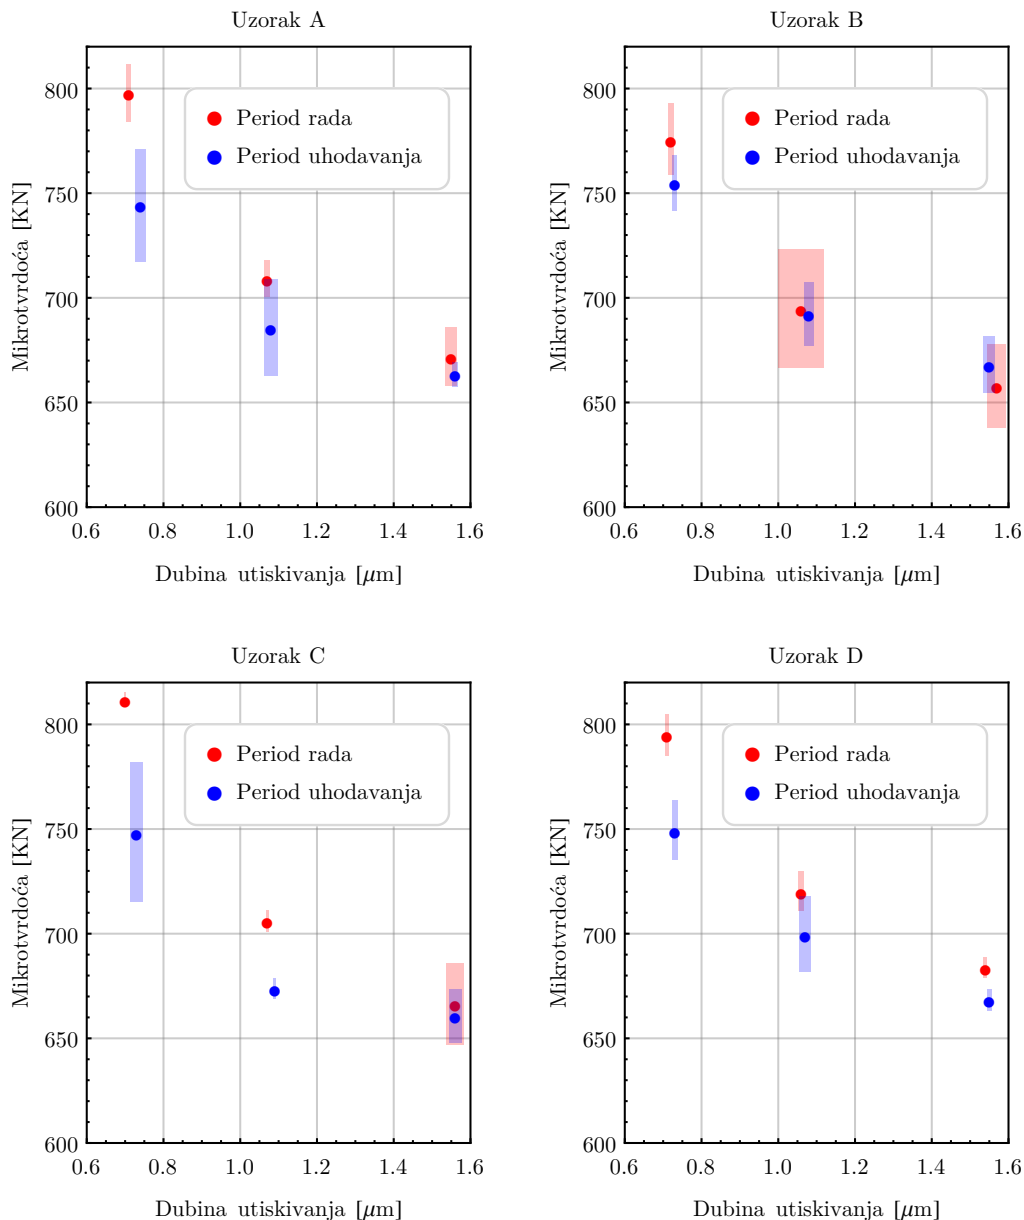 Uzorak A
Mikrotvrdoća [KN]
800
750
700
650
600
Period rada
Period uhodavanja
0.6 0.8 1.0 1.2 1.4 1.6
Dubina utiskivanja [μm]
Uzorak B
Mikrotvrdoća [KN]
800
750
700
650
600
Period rada
Period uhodavanja
0.6 0.8 1.0 1.2 1.4 1.6
Dubina utiskivanja [μm]
Uzorak C
Mikrotvrdoća [KN]
800
750
700
650
600
Period rada
Period uhodavanja
0.6 0.8 1.0 1.2 1.4 1.6
Dubina utiskivanja [μm]
Uzorak D
Mikrotvrdoća [KN]
800
750
700
650
600
Period rada
Period uhodavanja
0.6 0.8 1.0 1.2 1.4 1.6
Dubina utiskivanja [μm]